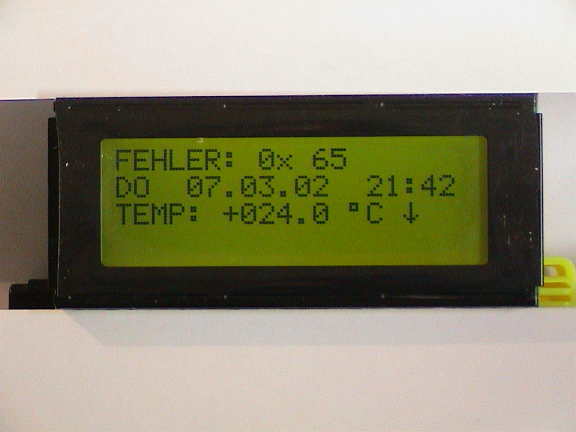 FEHLER: 0x 65
DO 07.03.02 21:42
TEMP: +024.0 °C ↓